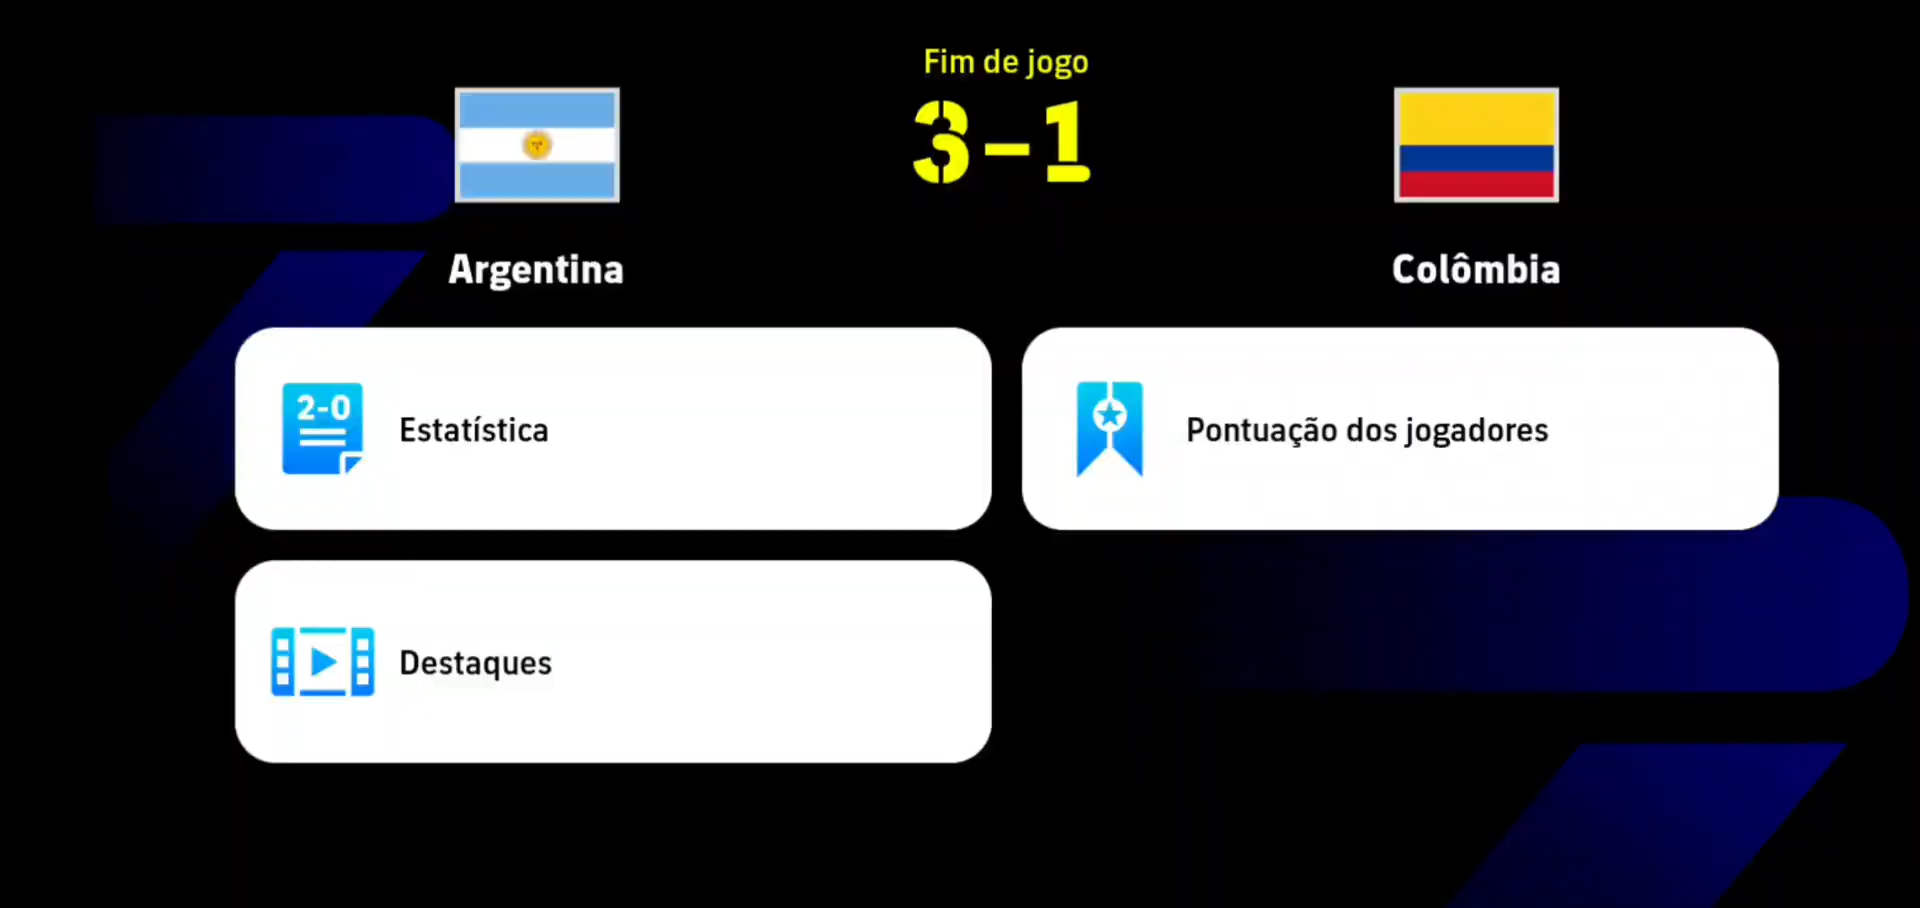 Fim de jogo
3-1
Argentina
Colômbia
2-0
Estatística
Pontuação dos jogadores
Destaques